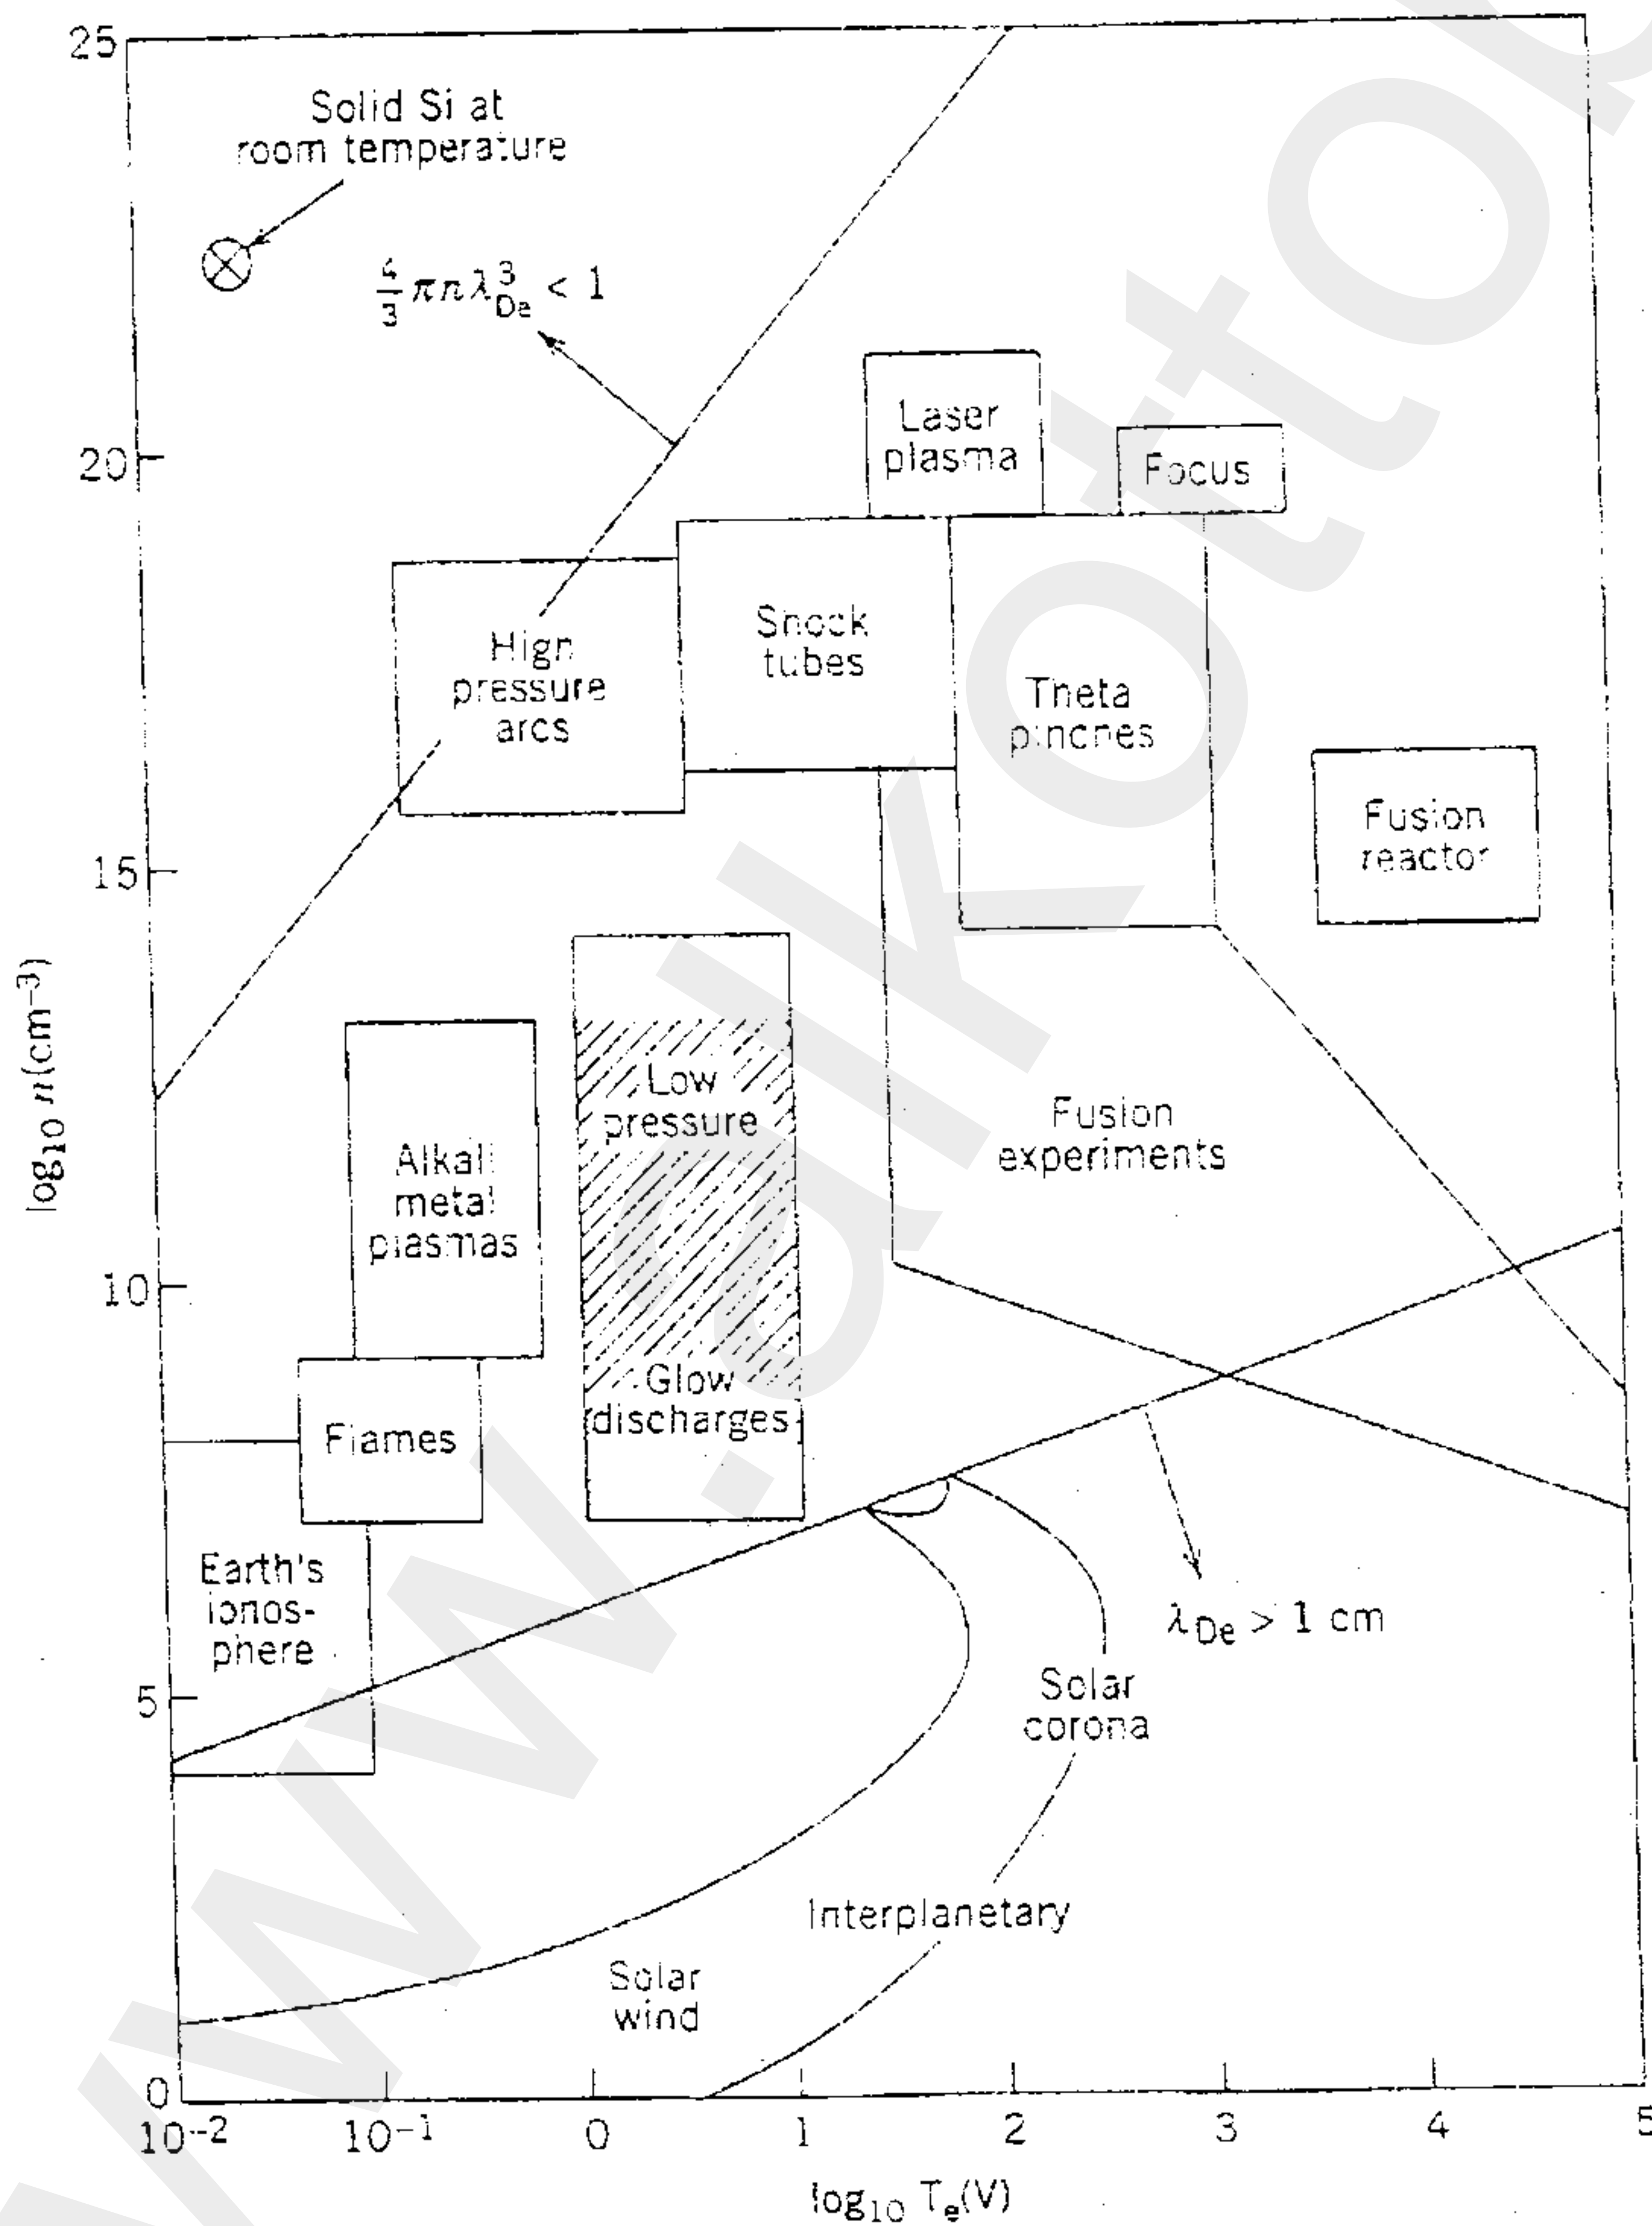 25
Solid Si at
room temperature
4/3 πnλ³De < 1
Laser
plasma
20
Focus
High
pressure
arcs
Shock
tubes
Theta
pinches
Fusion
reactor
15
log10 n(cm⁻³)
Low
pressure
Alkali
metal
plasmas
Fusion
experiments
10
Glow
discharges
Flames
Earth's
ionos-
phere
λDe > 1 cm
5
Solar
corona
Interplanetary
Solar
wind
0
10⁻² 10⁻¹ 0 1 2 3 4 5
log10 Te(V)